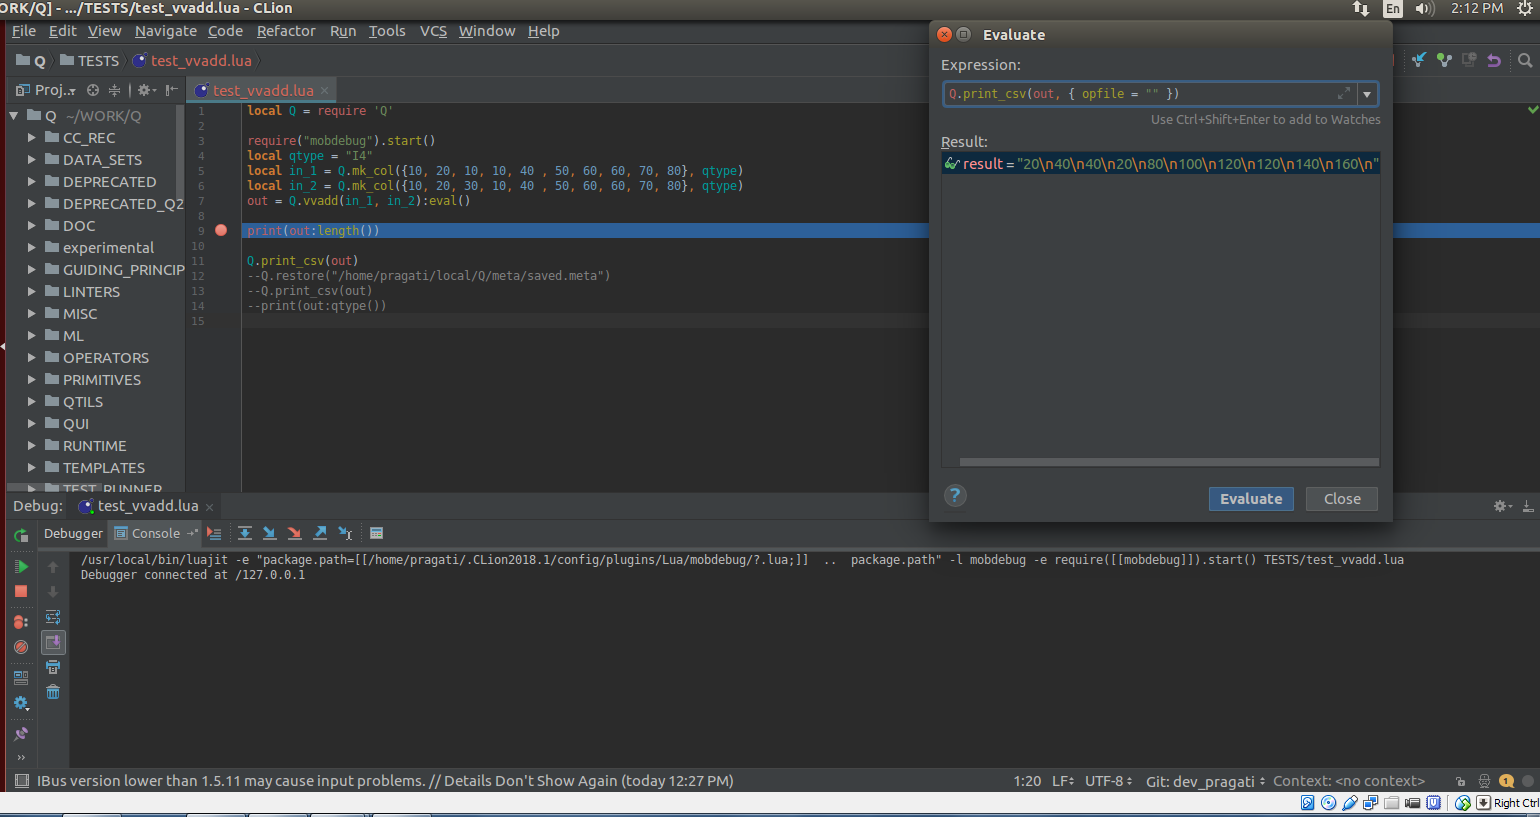 ORK/Q] - .../TESTS/test_vvadd.lua - CLion
En 2:12 PM
File Edit View Navigate Code Refactor Run Tools VCS Window Help
Q TESTS test_vvadd.lua
Proj...
test_vvadd.lua
Q ~/WORK/Q
CC_REC
DATA_SETS
DEPRECATED
DEPRECATED_Q2
DOC
experimental
GUIDING_PRINCIP
LINTERS
MISC
ML
OPERATORS
PRIMITIVES
QTILS
QUI
RUNTIME
TEMPLATES
TEST_RUNNER
1 local Q = require 'Q'
2
3 require("mobdebug").start()
4 local qtype = "I4"
5 local in_1 = Q.mk_col({10, 20, 10, 10, 40 , 50, 60, 60, 70, 80}, qtype)
6 local in_2 = Q.mk_col({10, 20, 30, 10, 40 , 50, 60, 60, 70, 80}, qtype)
7 out = Q.vvadd(in_1, in_2):eval()
8
9 print(out:length())
10
11 Q.print_csv(out)
12 --Q.restore("/home/pragati/local/Q/meta/saved.meta")
13 --Q.print_csv(out)
14 --print(out:qtype())
15
Evaluate
Expression:
Q.print_csv(out, { opfile = "" })
Use Ctrl+Shift+Enter to add to Watches
Result:
result = "20\n40\n40\n20\n80\n100\n120\n120\n140\n160\n"
? Evaluate Close
Debug: test_vvadd.lua
Debugger Console
/usr/local/bin/luajit -e "package.path=[[/home/pragati/.CLion2018.1/config/plugins/Lua/mobdebug/?.lua;]] .. package.path" -l mobdebug -e require([[mobdebug]]).start() TESTS/test_vvadd.lua
Debugger connected at /127.0.0.1
IBus version lower than 1.5.11 may cause input problems. // Details Don't Show Again (today 12:27 PM)
1:20 LF UTF-8 Git: dev_pragati Context: <no context> 1
Right Ctrl